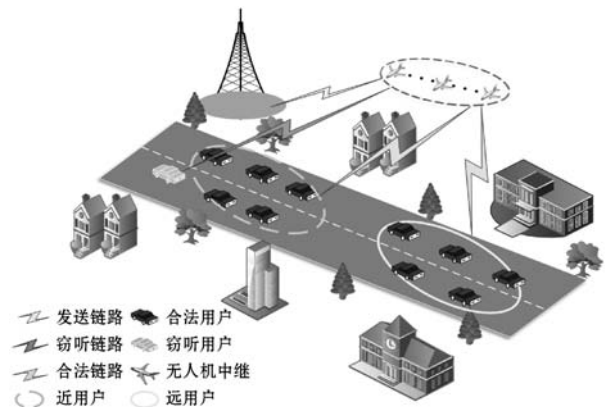 发送链路 合法用户
窃听链路 窃听用户
合法链路 无人机中继
近用户 远用户